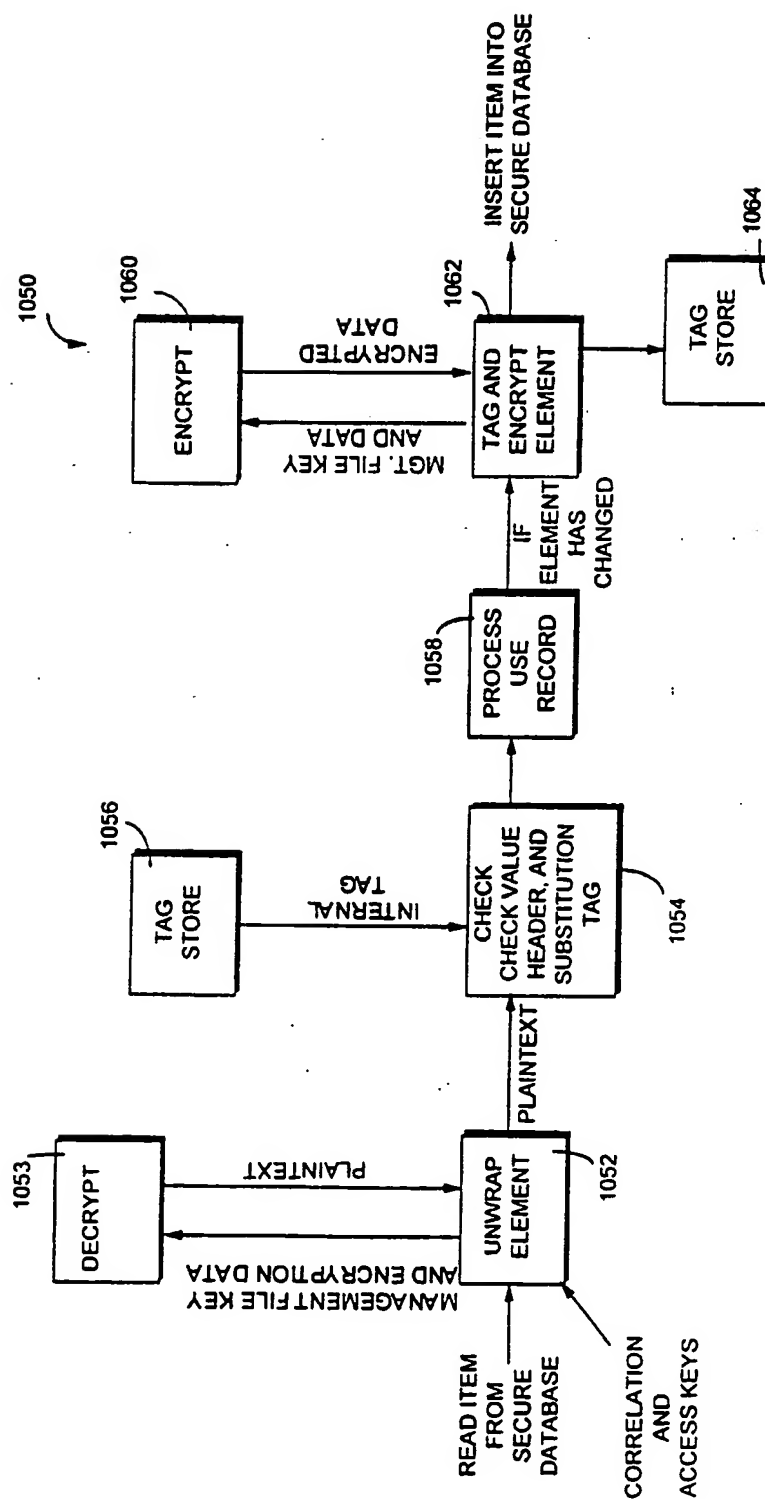 1050
1053
DECRYPT
MANAGEMENT FILE KEY
AND ENCRYPTION DATA
PLAINTEXT
READ ITEM
FROM
SECURE
DATABASE
CORRELATION
AND
ACCESS KEYS
UNWRAP
ELEMENT
1052
PLAINTEXT
1056
TAG
STORE
INTERNAL
TAG
CHECK
CHECK VALUE
HEADER, AND
SUBSTITUTION
TAG
1054
1058
PROCESS
USE
RECORD
IF
ELEMENT
HAS
CHANGED
1060
ENCRYPT
MGT. FILE KEY
AND DATA
ENCRYPTED
DATA
1062
TAG AND
ENCRYPT
ELEMENT
INSERT ITEM INTO
SECURE DATABASE
TAG
STORE
1064